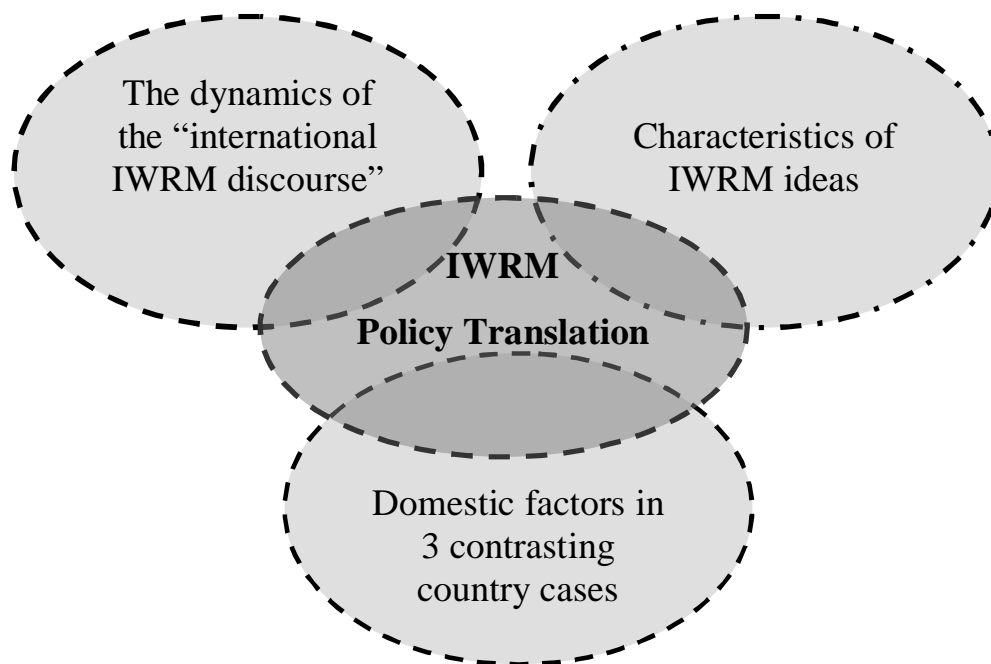 The dynamics of
the “international
IWRM discourse”
Characteristics of
IWRM ideas
IWRM
Policy Translation
Domestic factors in
3 contrasting
country cases